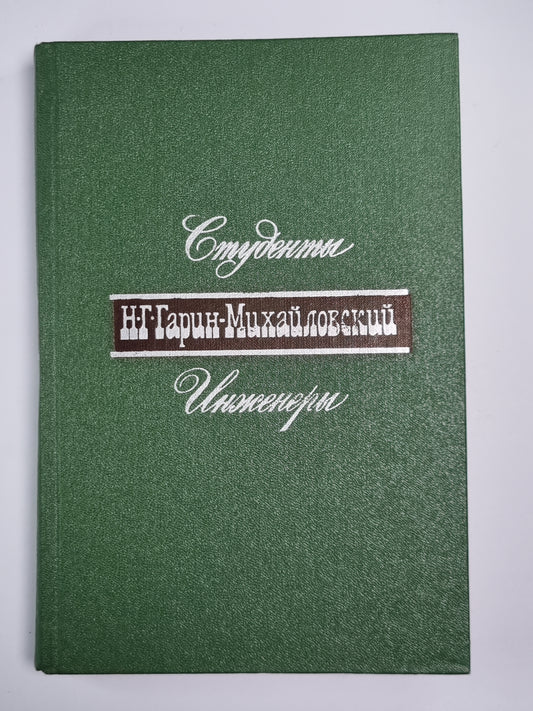 Студенты
Н·Г·Гарин-Михайловский
Инженеры